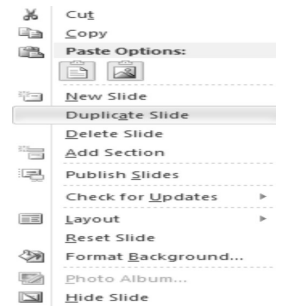 Cut
Copy
Paste Options:
New Slide
Duplicate Slide
Delete Slide
Add Section
Publish Slides
Check for Updates
Layout
Reset Slide
Format Background...
Photo Album...
Hide Slide